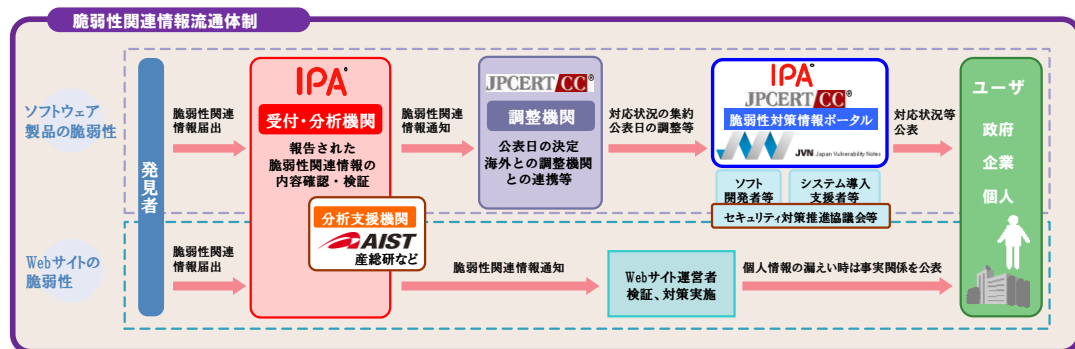 脆弱性関連情報流通体制
ソフトウェア
製品の脆弱性
発見者
脆弱性関連
情報届出
IPA
受付・分析機関
報告された
脆弱性関連情報の
内容確認・検証
分析支援機関
AIST
産総研など
脆弱性関連
情報通知
JPCERT CC®
調整機関
公表日の決定
海外との調整機関
との連携等
対応状況の集約
公表日の調整等
IPA
JPCERT CC®
脆弱性対策情報ポータル
JVN Japan Vulnerability Notes
ソフト
開発者等
システム導入
支援者等
セキュリティ対策推進協議会等
対応状況等
公表
ユーザ
政府
企業
個人
Webサイトの
脆弱性
脆弱性関連
情報届出
脆弱性関連情報通知
Webサイト運営者
検証、対策実施
個人情報の漏えい時は事実関係を公表